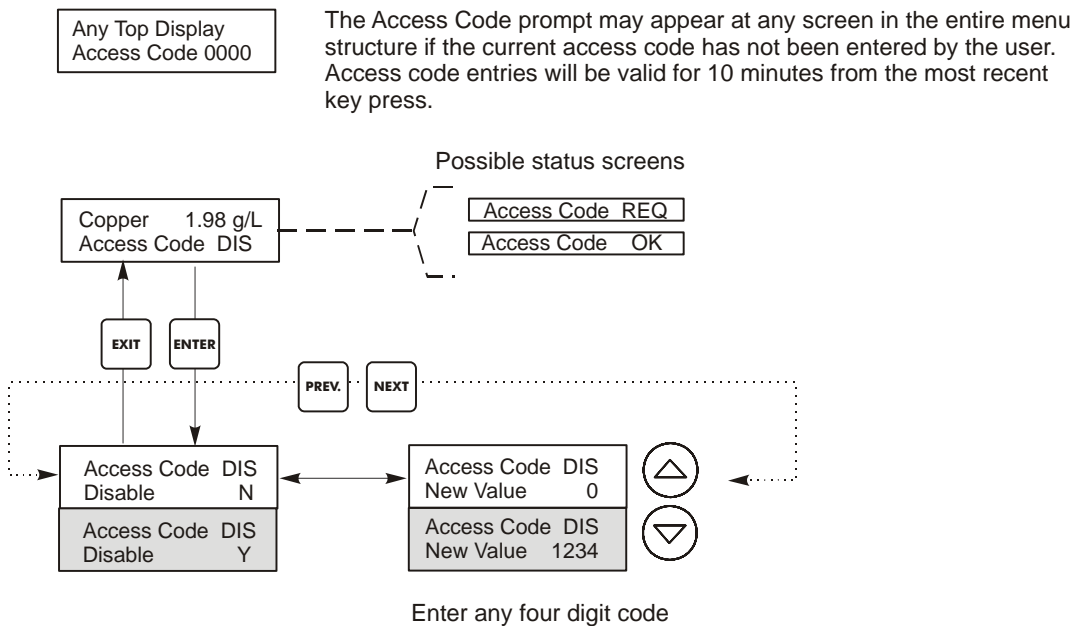 Any Top Display
Access Code 0000
The Access Code prompt may appear at any screen in the entire menu
structure if the current access code has not been entered by the user.
Access code entries will be valid for 10 minutes from the most recent
key press.
Possible status screens
Copper 1.98 g/L
Access Code DIS
Access Code REQ
Access Code OK
EXIT
ENTER
PREV.
NEXT
Access Code DIS
Disable N
Access Code DIS
Disable Y
Access Code DIS
New Value 0
Access Code DIS
New Value 1234
Enter any four digit code